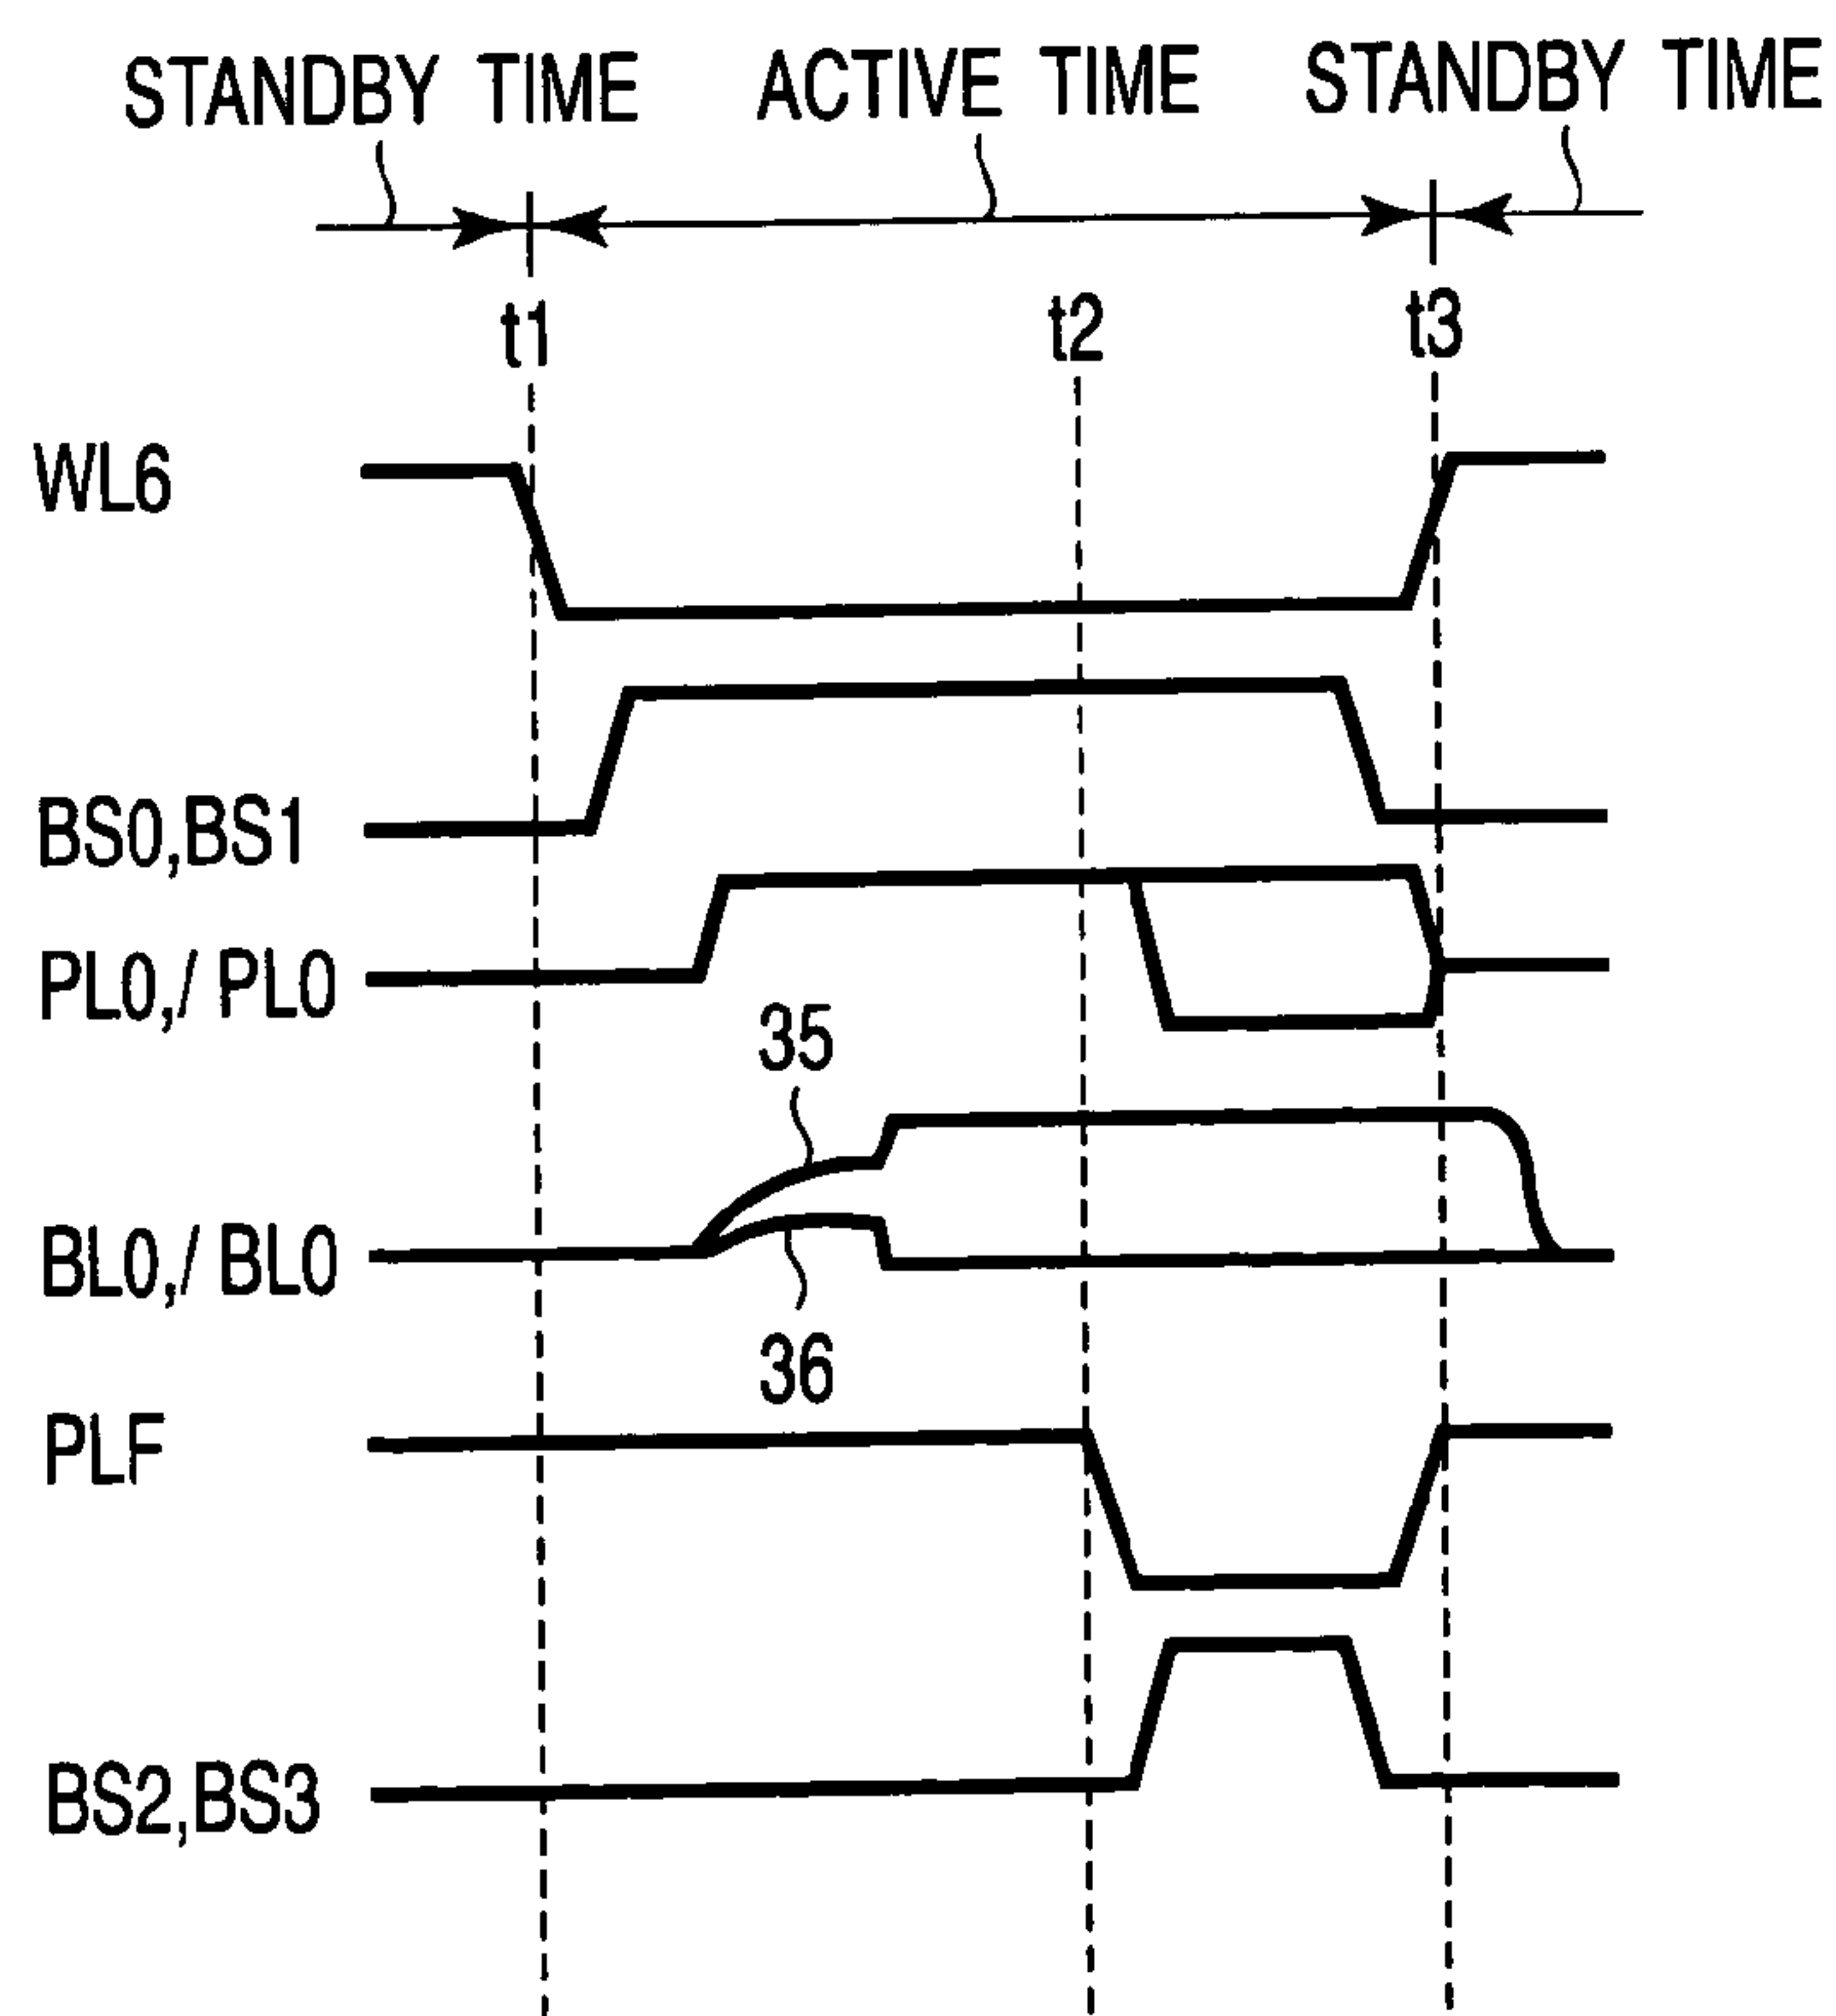 STANDBY TIME ACTIVE TIME STANDBY TIME
t1 t2 t3
WL6
BS0,BS1
PL0,/ PL0
35
BL0,/ BL0
36
PLF
BS2,BS3